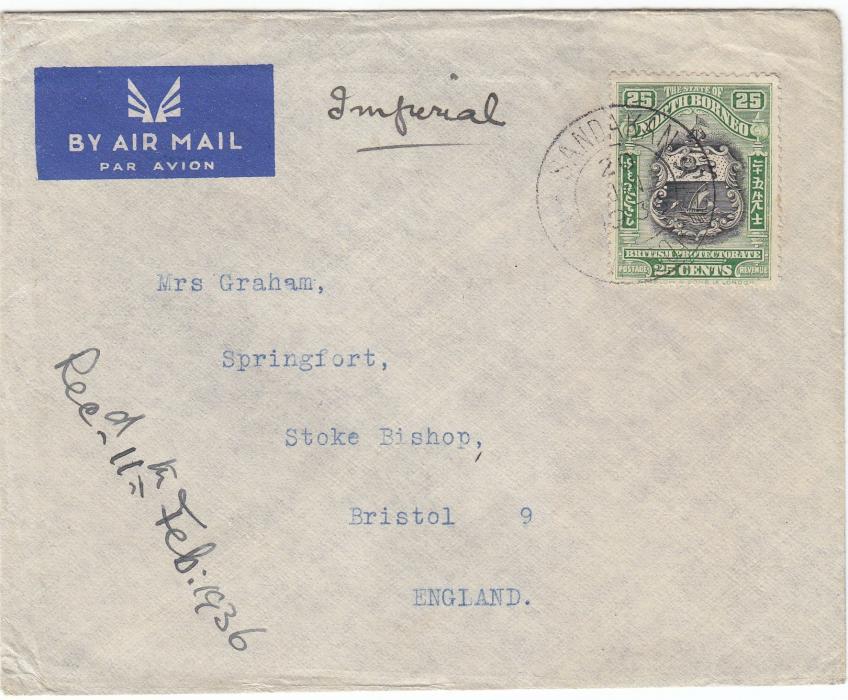 BY AIR MAIL
PAR AVION
Imperial
25 THE STATE OF 25
NORTH BORNEO
BRITISH PROTECTORATE
POSTAGE 25 CENTS REVENUE
SANDAKAN
Mrs Graham,
Springfort,
Stoke Bishop,
Bristol 9
ENGLAND.
Recd. 11th Feb: 1936